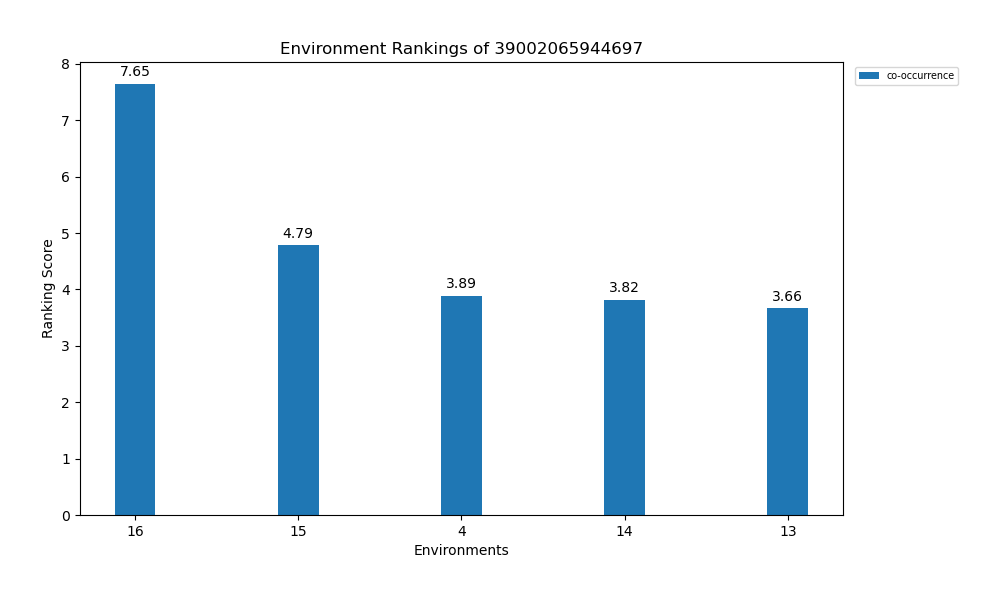 Environment Rankings of 39002065944697
co-occurrence
Ranking Score
8
7
6
5
4
3
2
1
0
7.65
4.79
3.89
3.82
3.66
16 15 4 14 13
Environments